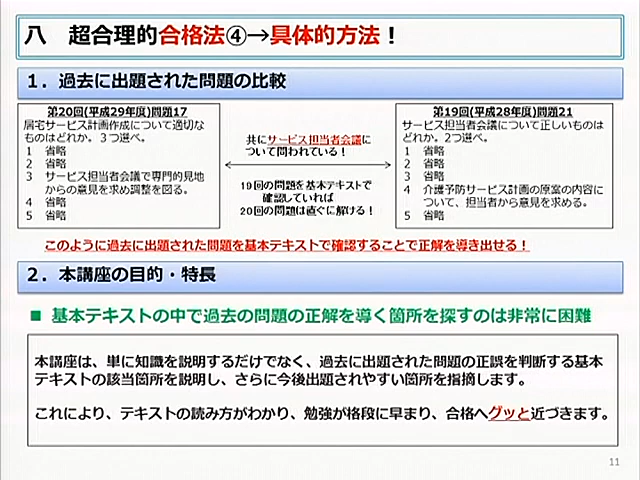 八　超合理的合格法④→具体的方法！
１．過去に出題された問題の比較
第20回(平成29年度)問題17
居宅サービス計画作成について適切な
ものはどれか。３つ選べ。
1　省略
2　省略
3　サービス担当者会議で専門的見地
からの意見を求め調整を図る。
4　省略
5　省略
共にサービス担当者会議に
ついて問われている！
19回の問題を基本テキストで
確認していれば
20回の問題は直ぐに解ける！
第19回(平成28年度)問題21
サービス担当者会議について正しいものは
どれか。2つ選べ。
1　省略
2　省略
3　省略
4　介護予防サービス計画の原案の内容に
ついて、担当者から意見を求める。
5　省略
このように過去に出題された問題を基本テキストで確認することで正解を導き出せる！
２．本講座の目的・特長
■ 基本テキストの中で過去の問題の正解を導く箇所を探すのは非常に困難
本講座は、単に知識を説明するだけでなく、過去に出題された問題の正誤を判断する基本
テキストの該当箇所を説明し、さらに今後出題されやすい箇所を指摘します。
これにより、テキストの読み方がわかり、勉強が格段に早まり、合格へグッと近づきます。
11